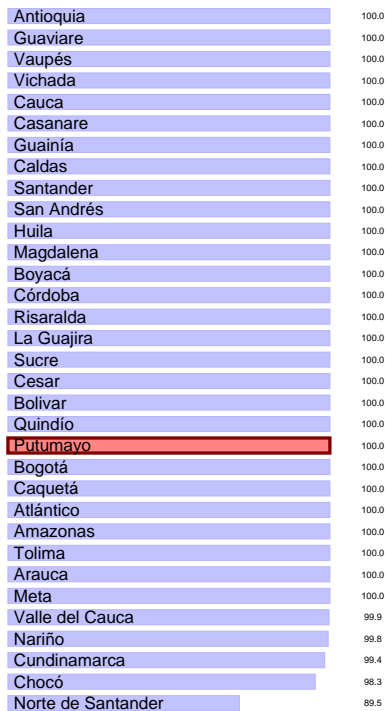 Antioquia 100.0
Guaviare 100.0
Vaupés 100.0
Vichada 100.0
Cauca 100.0
Casanare 100.0
Guainía 100.0
Caldas 100.0
Santander 100.0
San Andrés 100.0
Huila 100.0
Magdalena 100.0
Boyacá 100.0
Córdoba 100.0
Risaralda 100.0
La Guajira 100.0
Sucre 100.0
Cesar 100.0
Bolivar 100.0
Quindío 100.0
Putumayo 100.0
Bogotá 100.0
Caquetá 100.0
Atlántico 100.0
Amazonas 100.0
Tolima 100.0
Arauca 100.0
Meta 100.0
Valle del Cauca 99.9
Nariño 99.8
Cundinamarca 99.4
Chocó 98.3
Norte de Santander 89.5